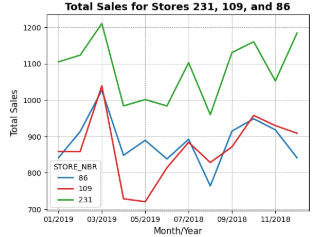 Total Sales for Stores 231, 109, and 86
1200
1100
1000
900
800
700
Total Sales
STORE_NBR
86
109
231
01/2019 03/2019 05/2019 07/2018 09/2018 11/2018
Month/Year